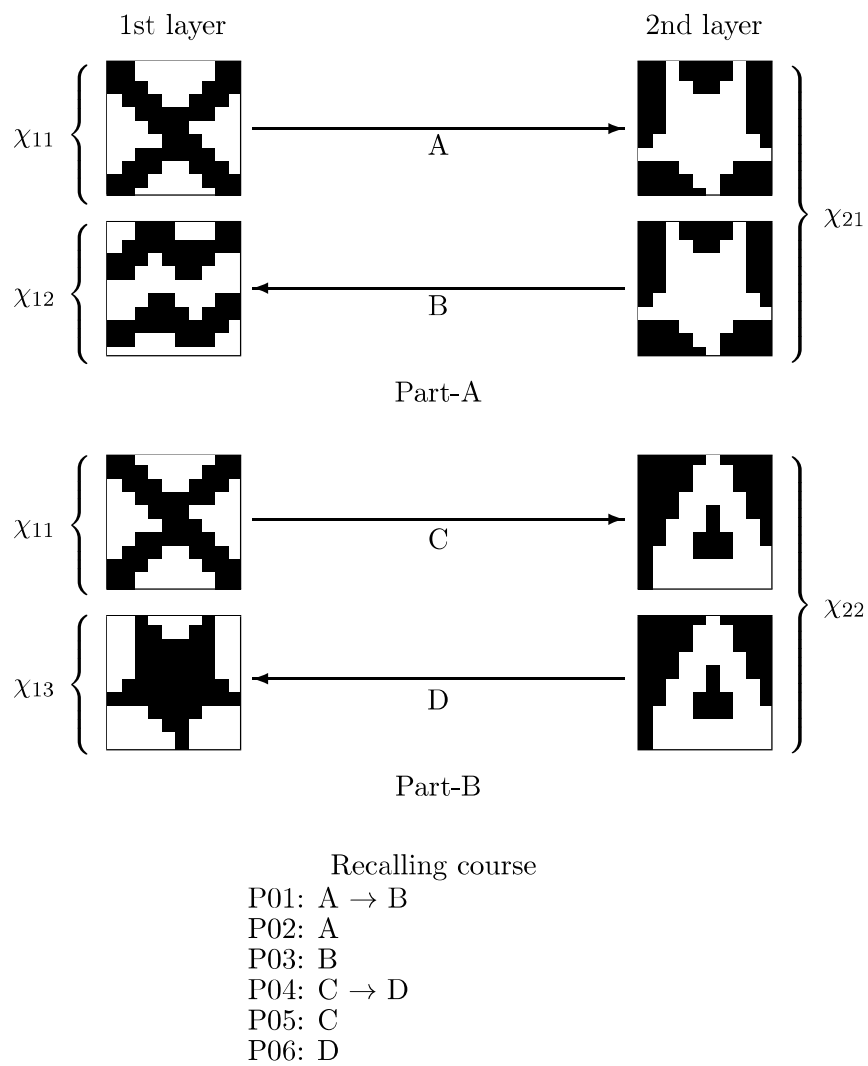 1st layer 2nd layer
χ11
A
χ21
χ12
B
Part-A
χ11
C
χ22
χ13
D
Part-B
Recalling course
P01: A → B
P02: A
P03: B
P04: C → D
P05: C
P06: D